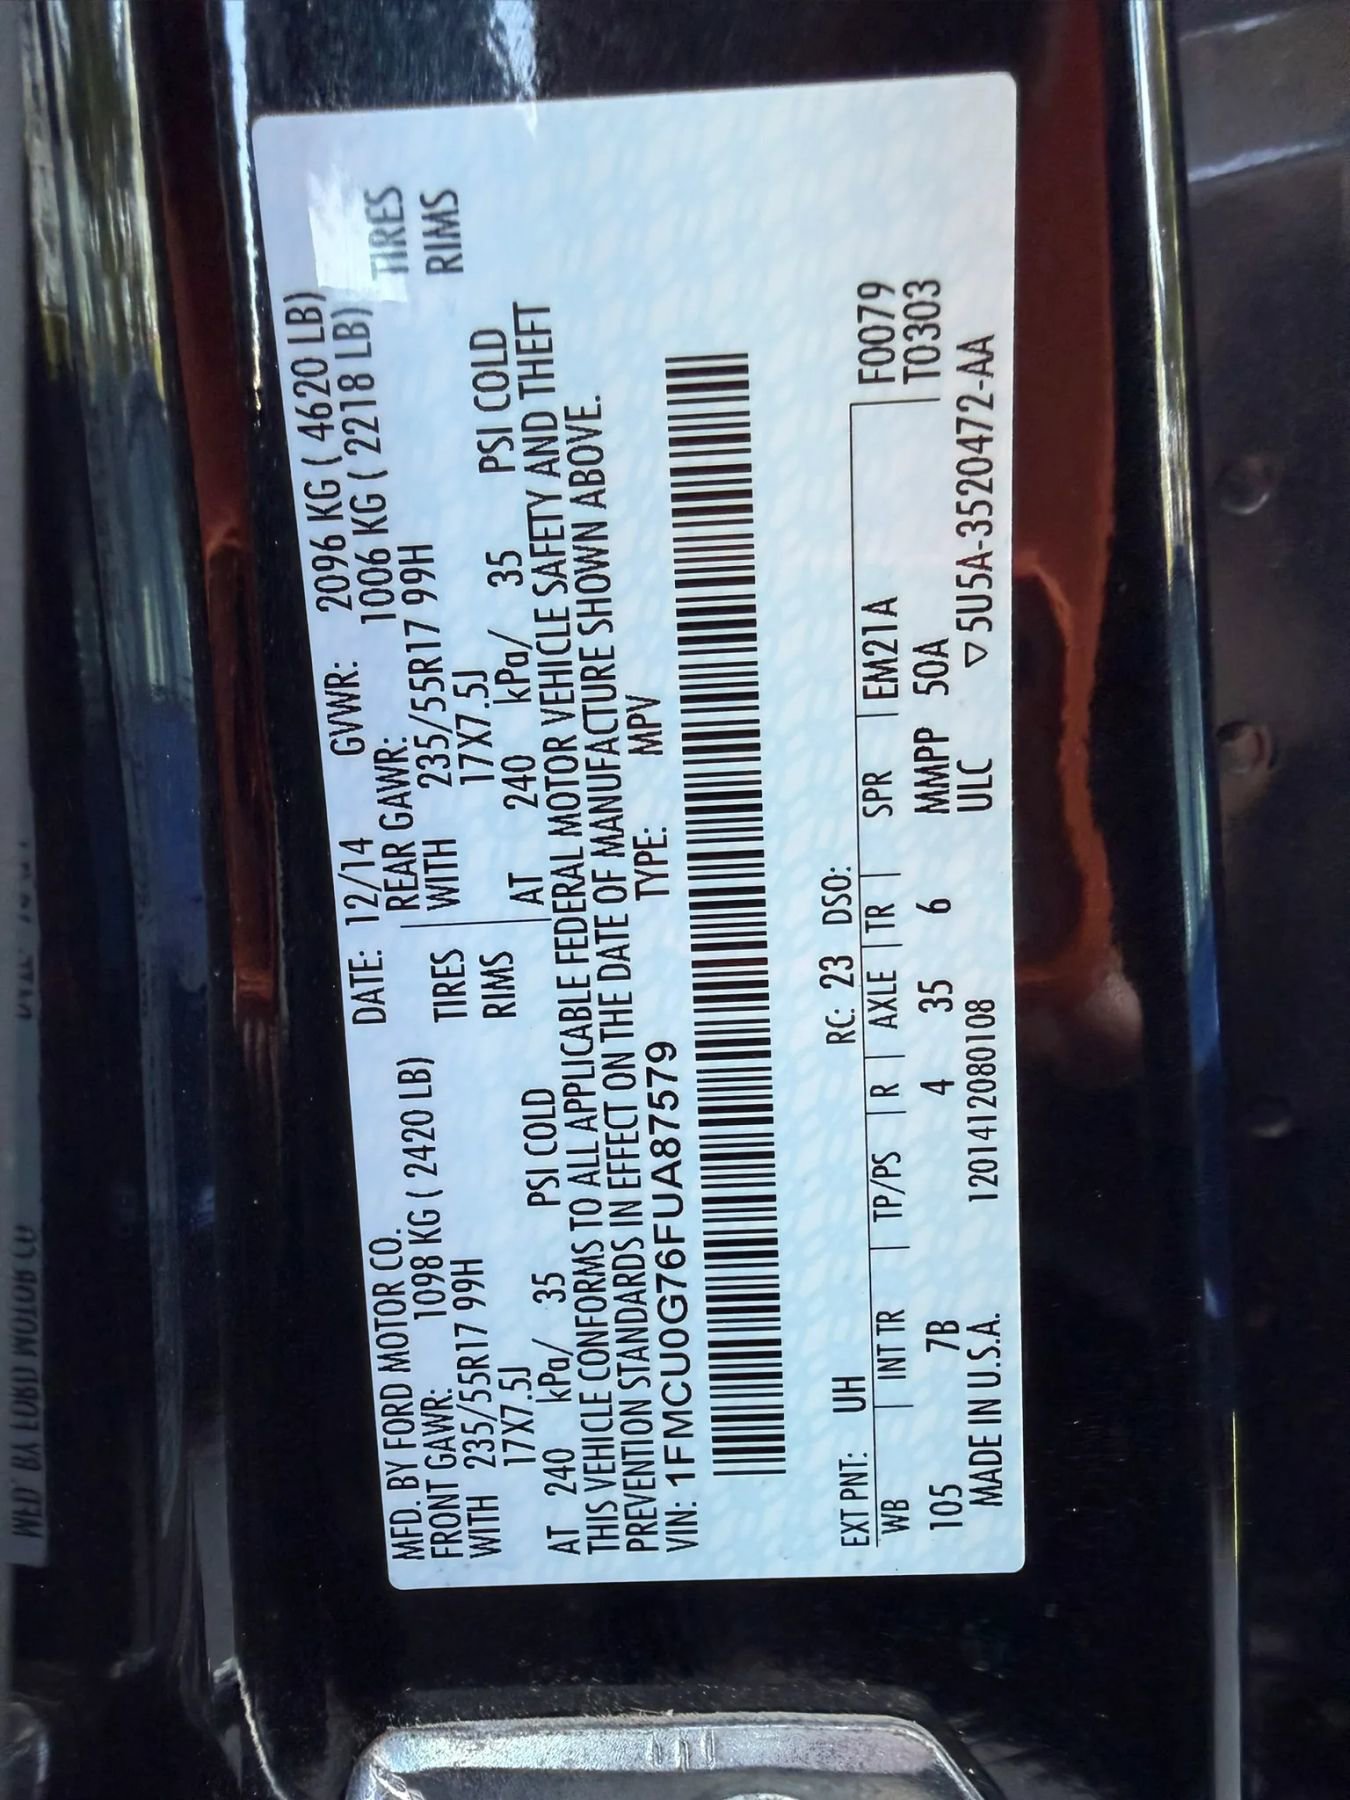 MFD. BY FORD MOTOR CO. DATE: 12/14 GVWR: 2096 KG ( 4620 LB)
FRONT GAWR: 1098 KG ( 2420 LB) REAR GAWR: 1006 KG ( 2218 LB)
WITH 235/55R17 99H TIRES WITH 235/55R17 99H TIRES
17X7.5J RIMS 17X7.5J RIMS
AT 240 kPa/ 35 PSI COLD AT 240 kPa/ 35 PSI COLD
THIS VEHICLE CONFORMS TO ALL APPLICABLE FEDERAL MOTOR VEHICLE SAFETY AND THEFT
PREVENTION STANDARDS IN EFFECT ON THE DATE OF MANUFACTURE SHOWN ABOVE.
VIN: 1FMCU0G76FUA87579 TYPE: MPV
EXT PNT: UH RC: 23 DSO: F0079
WB INT TR TP/PS R AXLE TR SPR EM21A T0303
105 7B 4 35 6 MMPP 50A
MADE IN U.S.A. 1201412080108 ULC ▽5U5A-3520472-AA
MFD. BY FORD MOTOR CO